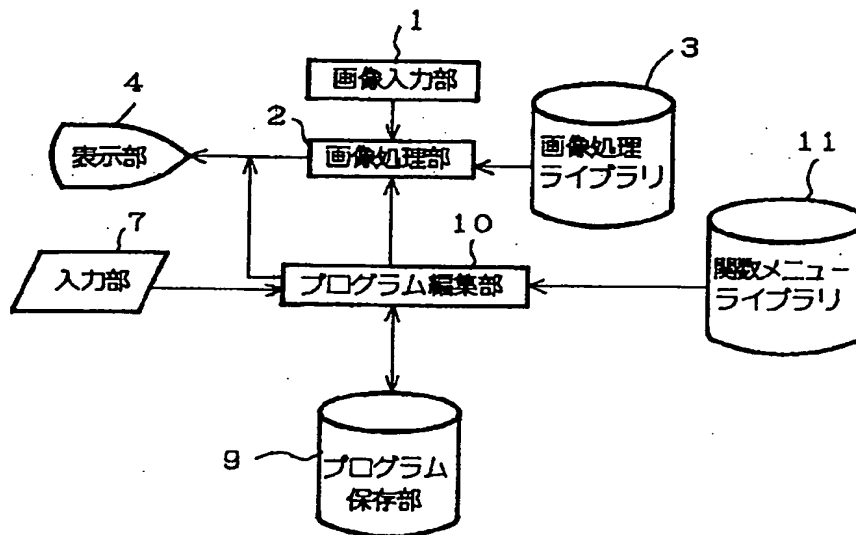 1
画像入力部
3
4
2
画像処理部
表示部
画像処理
ライブラリ
11
7
10
入力部
プログラム編集部
関数メニュー
ライブラリ
9
プログラム
保存部